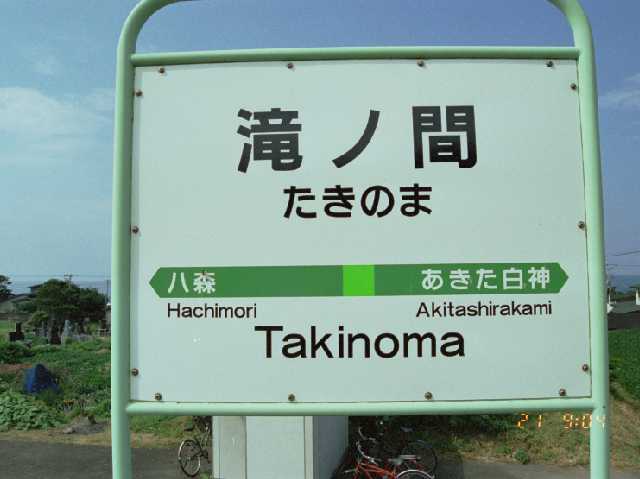 滝ノ間
たきのま
八森 あきた白神
Hachimori Akitashirakami
Takinoma
21 9:04